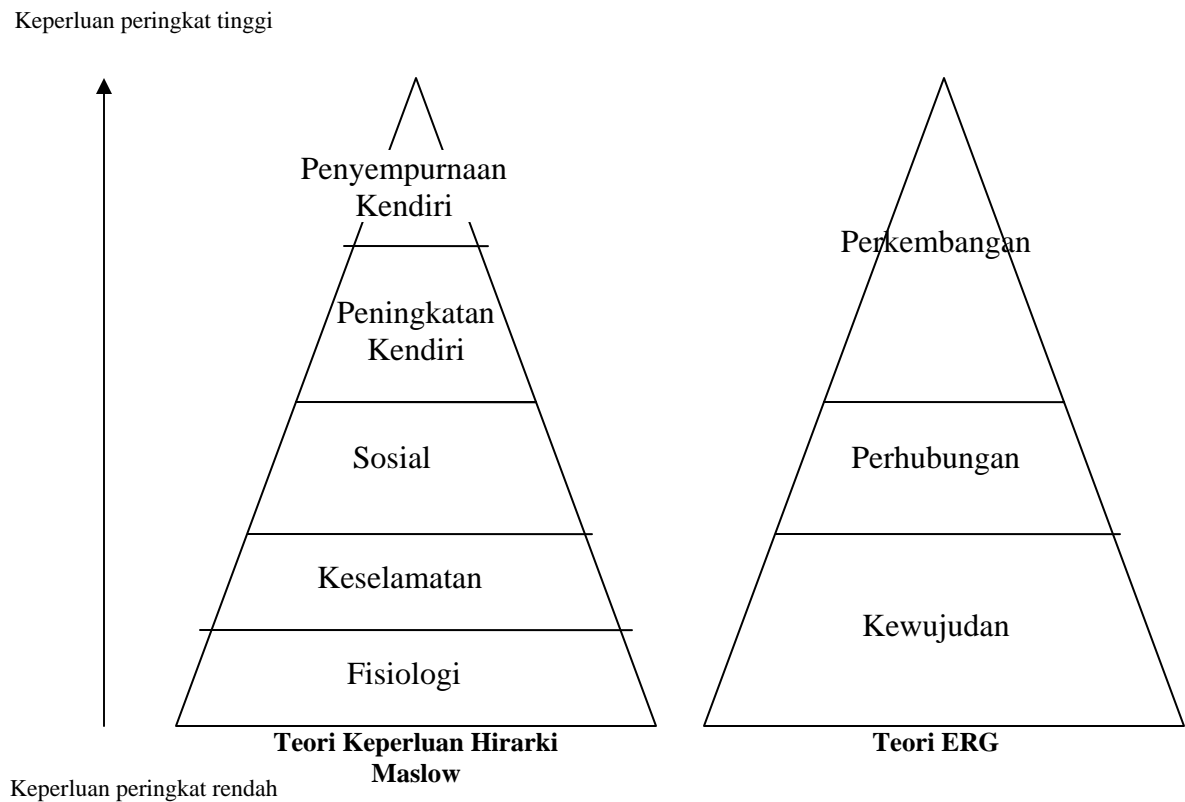 Keperluan peringkat tinggi
Penyempurnaan
Kendiri
Peningkatan
Kendiri
Sosial
Keselamatan
Fisiologi
Teori Keperluan Hirarki
Maslow
Perkembangan
Perhubungan
Kewujudan
Teori ERG
Keperluan peringkat rendah